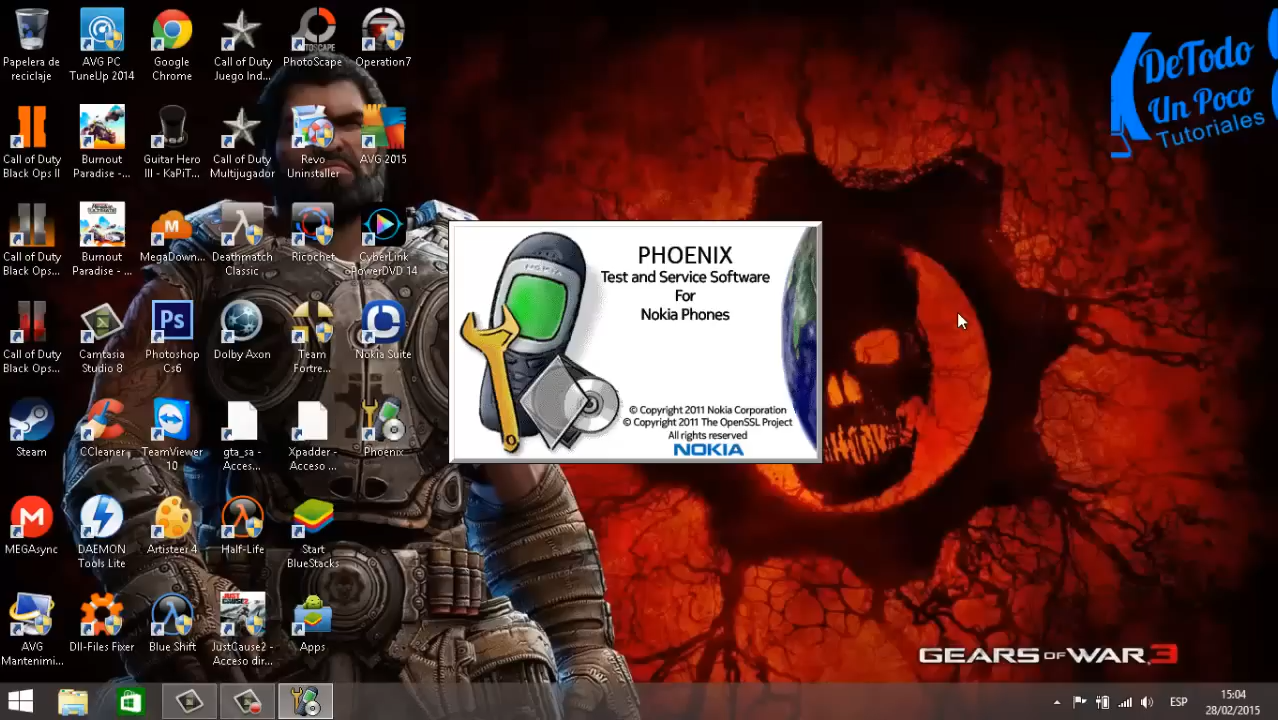 Papelera de
reciclaje
AVG PC
TuneUp 2014
Google
Chrome
Call of Duty
Juego Ind...
PHOTOSCAPE
PhotoScape
Operation7
Call of Duty
Black Ops II
Burnout
Paradise -...
Guitar Hero
III - KaPiT...
Call of Duty
Multijugador
Revo
Uninstaller
AVG 2015
Call of Duty
Black Ops...
Burnout
Paradise -...
MegaDown...
Deathmatch
Classic
Ricochet
CyberLink
PowerDVD 14
Call of Duty
Black Ops...
Camtasia
Studio 8
Ps
Photoshop
Cs6
Dolby Axon
Team
Fortre...
Nokia Suite
Steam
CCleaner
TeamViewer
10
gta_sa -
Acces...
Xpadder -
Acceso ...
Phoenix
MEGAsync
DAEMON
Tools Lite
Artisteer 4
Half-Life
Start
BlueStacks
AVG
Mantenimi...
Dll-Files Fixer
Blue Shift
JUST
CAUSE 2
JustCause2 -
Acceso dir...
Apps
NOKIA
PHOENIX
Test and Service Software
For
Nokia Phones
© Copyright 2011 Nokia Corporation
© Copyright 2011 The OpenSSL Project
All rights reserved
NOKIA
DeTodo
Un Poco
Tutoriales
GEARS OF WAR 3
ESP
15:04
28/02/2015